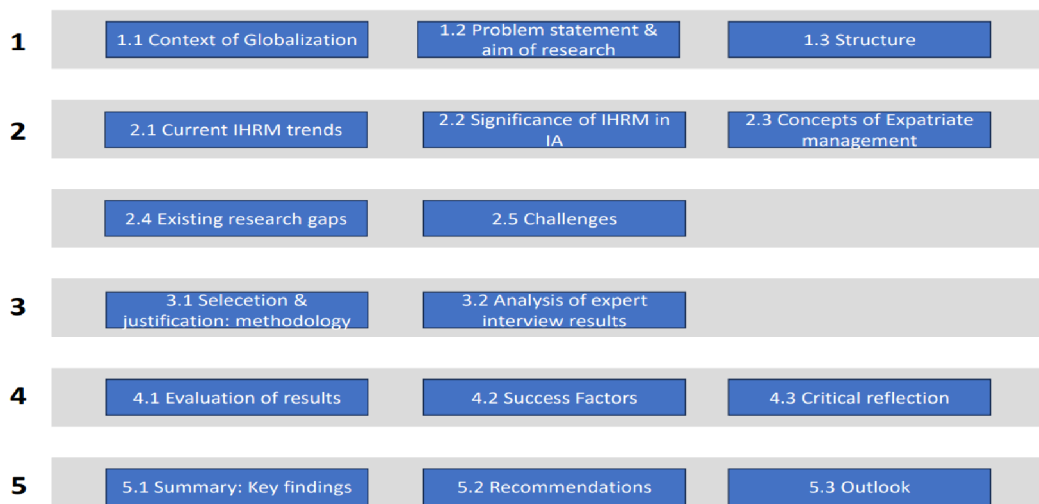 1
1.1 Context of Globalization
1.2 Problem statement &
aim of research
1.3 Structure
2
2.1 Current IHRM trends
2.2 Significance of IHRM in
IA
2.3 Concepts of Expatriate
management
2.4 Existing research gaps
2.5 Challenges
3
3.1 Selecetion &
justification: methodology
3.2 Analysis of expert
interview results
4
4.1 Evaluation of results
4.2 Success Factors
4.3 Critical reflection
5
5.1 Summary: Key findings
5.2 Recommendations
5.3 Outlook